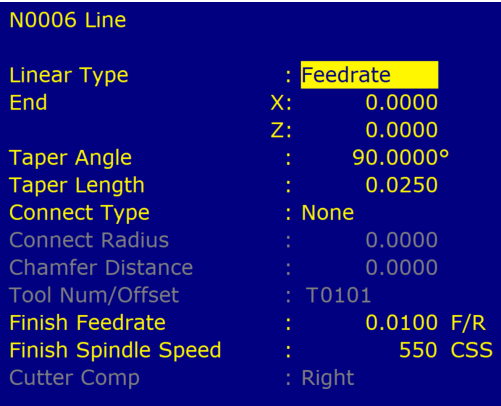 N0006 Line
Linear Type : Feedrate
End X: 0.0000
Z: 0.0000
Taper Angle : 90.0000°
Taper Length : 0.0250
Connect Type : None
Connect Radius : 0.0000
Chamfer Distance : 0.0000
Tool Num/Offset : T0101
Finish Feedrate : 0.0100 F/R
Finish Spindle Speed : 550 CSS
Cutter Comp : Right